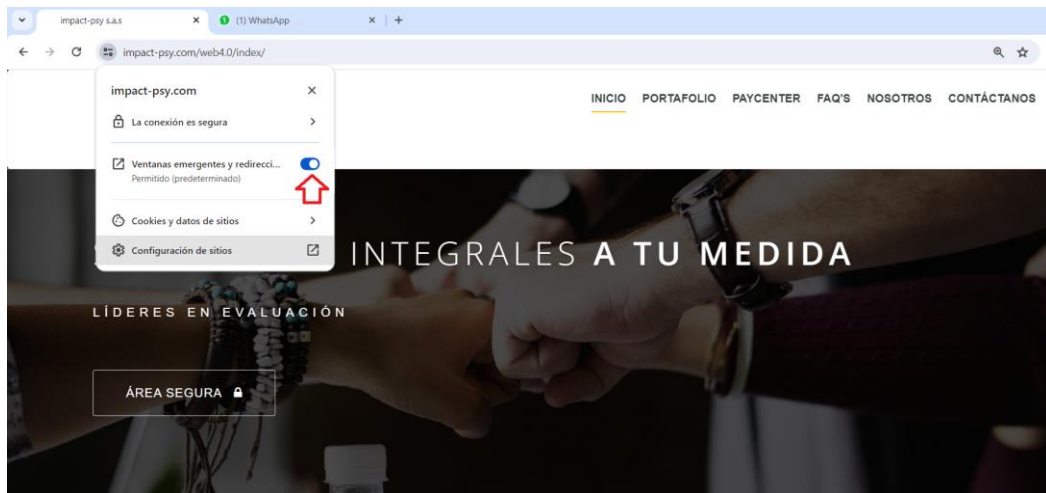 impact-psy s.a.s
(1) WhatsApp
impact-psy.com/web4.0/index/
impact-psy.com
La conexión es segura
Ventanas emergentes y redirecci...
Permitido (predeterminado)
Cookies y datos de sitios
Configuración de sitios
INICIO PORTAFOLIO PAYCENTER FAQ'S NOSOTROS CONTÁCTANOS
INTEGRALES A TU MEDIDA
LÍDERES EN EVALUACIÓN
ÁREA SEGURA